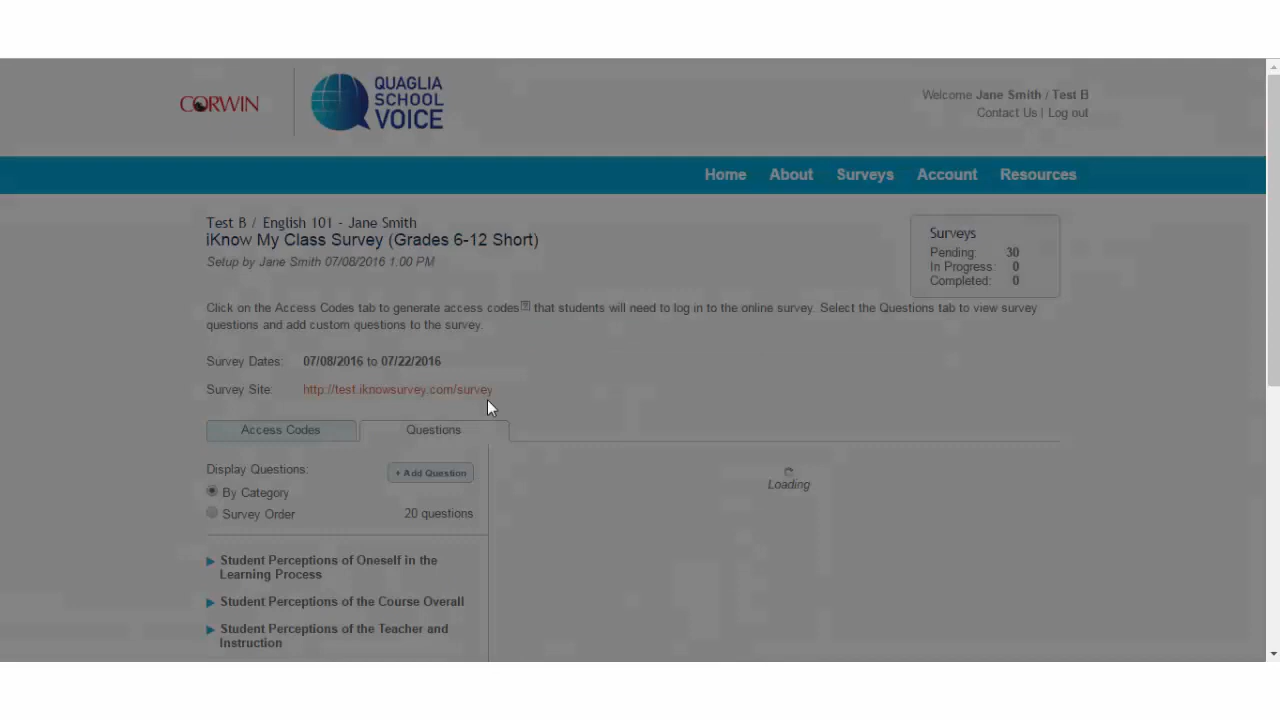 CORWIN
QUAGLIA
SCHOOL
VOICE
Welcome Jane Smith / Test B
Contact Us | Log out
Home About Surveys Account Resources
Test B / English 101 - Jane Smith
iKnow My Class Survey (Grades 6-12 Short)
Setup by Jane Smith 07/08/2016 1:00 PM
Surveys
Pending: 30
In Progress: 0
Completed: 0
Click on the Access Codes tab to generate access codes[?] that students will need to log in to the online survey. Select the Questions tab to view survey
questions and add custom questions to the survey.
Survey Dates: 07/08/2016 to 07/22/2016
Survey Site: http://test.iknowsurvey.com/survey
Access Codes Questions
Display Questions: + Add Question
By Category
Survey Order 20 questions
Loading
Student Perceptions of Oneself in the
Learning Process
Student Perceptions of the Course Overall
Student Perceptions of the Teacher and
Instruction